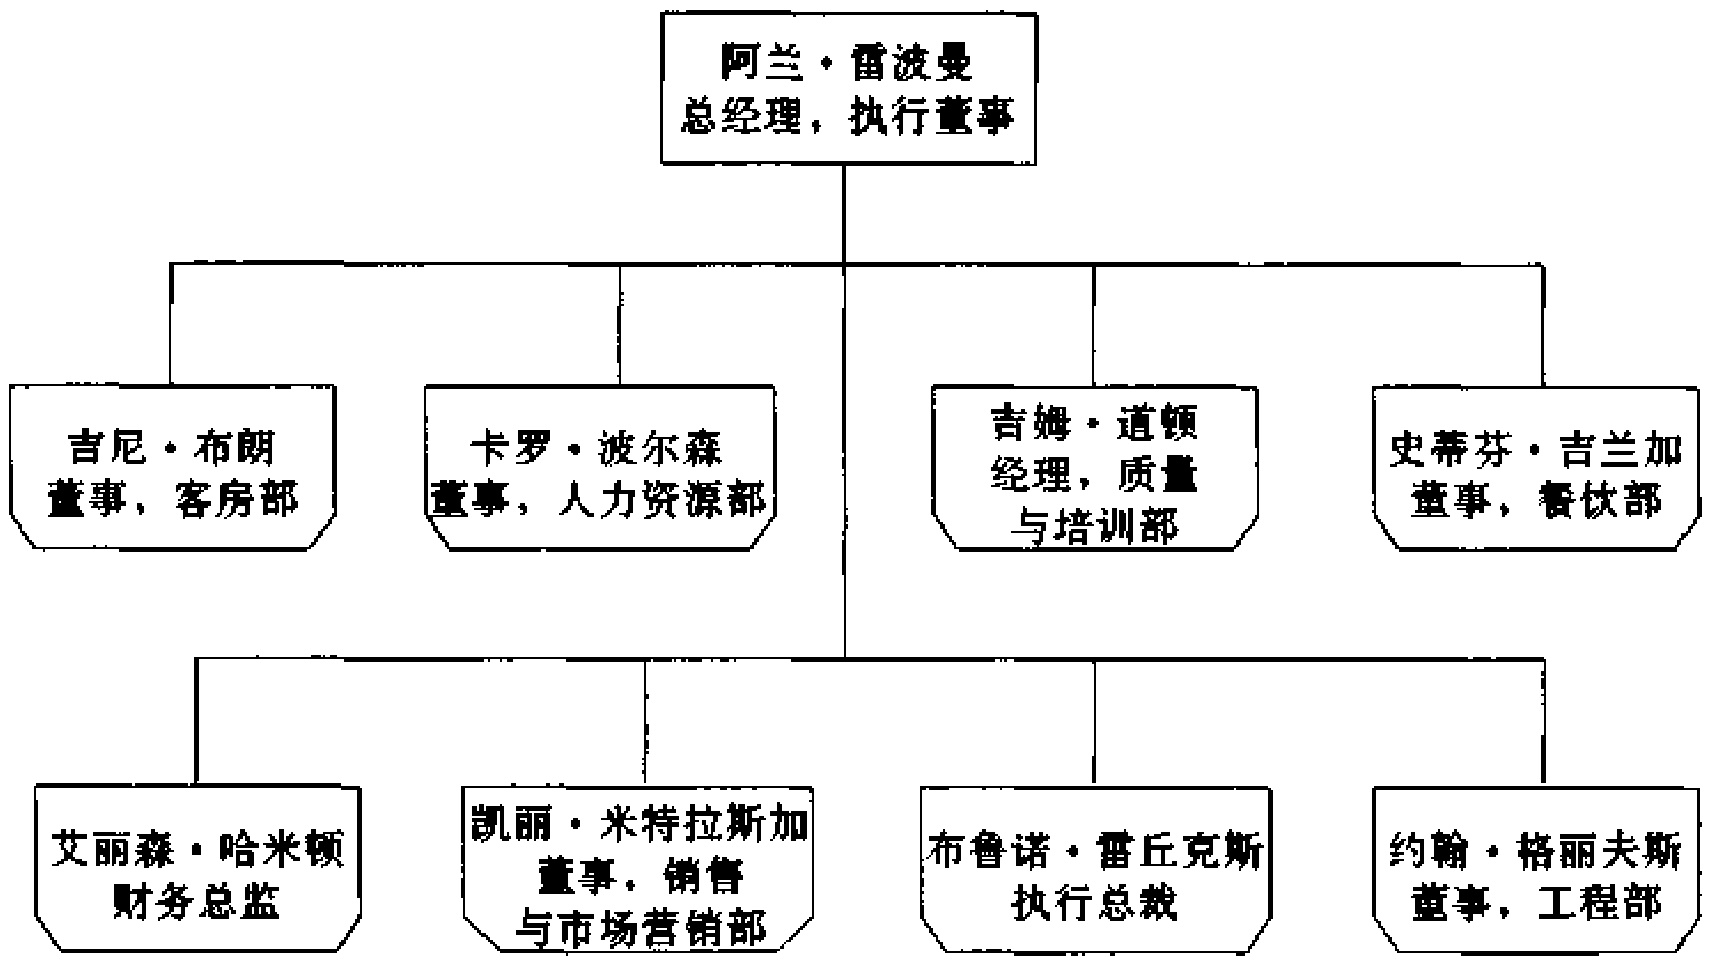 阿兰·雷波曼
总经理，执行董事
吉尼·布朗
董事，客房部
卡罗·波尔森
董事，人力资源部
吉姆·道顿
经理，质量
与培训部
史蒂芬·吉兰加
董事，餐饮部
艾丽森·哈米顿
财务总监
凯丽·米特拉斯加
董事，销售
与市场营销部
布鲁诺·雷丘克斯
执行总裁
约翰·格丽夫斯
董事，工程部